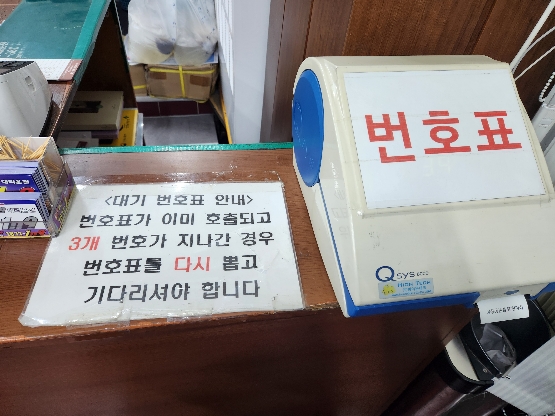 <대기 번호표 안내>
번호표가 이미 호출되고
3개 번호가 지나간 경우
번호표를 다시 뽑고
기다리셔야 합니다
번호표
QSYS